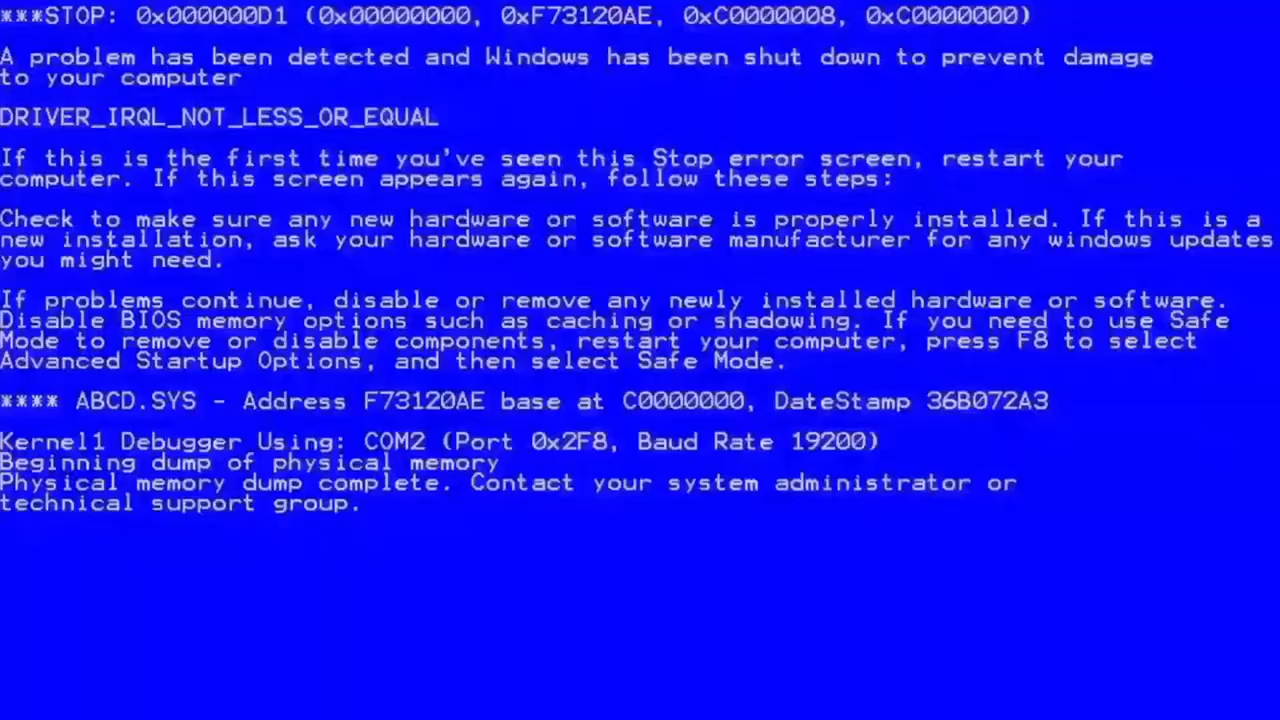 ***STOP: 0x000000D1 (0x00000000, 0xF73120AE, 0xC0000008, 0xC0000000)
A problem has been detected and Windows has been shut down to prevent damage
to your computer
DRIVER_IRQL_NOT_LESS_OR_EQUAL
If this is the first time you've seen this Stop error screen, restart your
computer. If this screen appears again, follow these steps:
Check to make sure any new hardware or software is properly installed. If this is a
new installation, ask your hardware or software manufacturer for any windows updates
you might need.
If problems continue, disable or remove any newly installed hardware or software.
Disable BIOS memory options such as caching or shadowing. If you need to use Safe
Mode to remove or disable components, restart your computer, press F8 to select
Advanced Startup Options, and then select Safe Mode.
**** ABCD.SYS - Address F73120AE base at C0000000, DateStamp 36B072A3
Kernel1 Debugger Using: COM2 (Port 0x2F8, Baud Rate 19200)
Beginning dump of physical memory
Physical memory dump complete. Contact your system administrator or
technical support group.